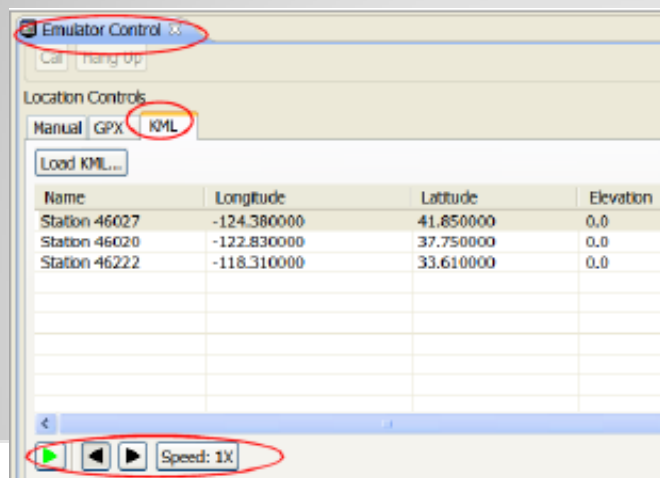 Emulator Control
Call Hang Up
Location Controls
Manual GPX KML
Load KML...
Name Longitude Latitude Elevation
Station 46027 -124.380000 41.850000 0.0
Station 46020 -122.830000 37.750000 0.0
Station 46222 -118.310000 33.610000 0.0
Speed: 1X